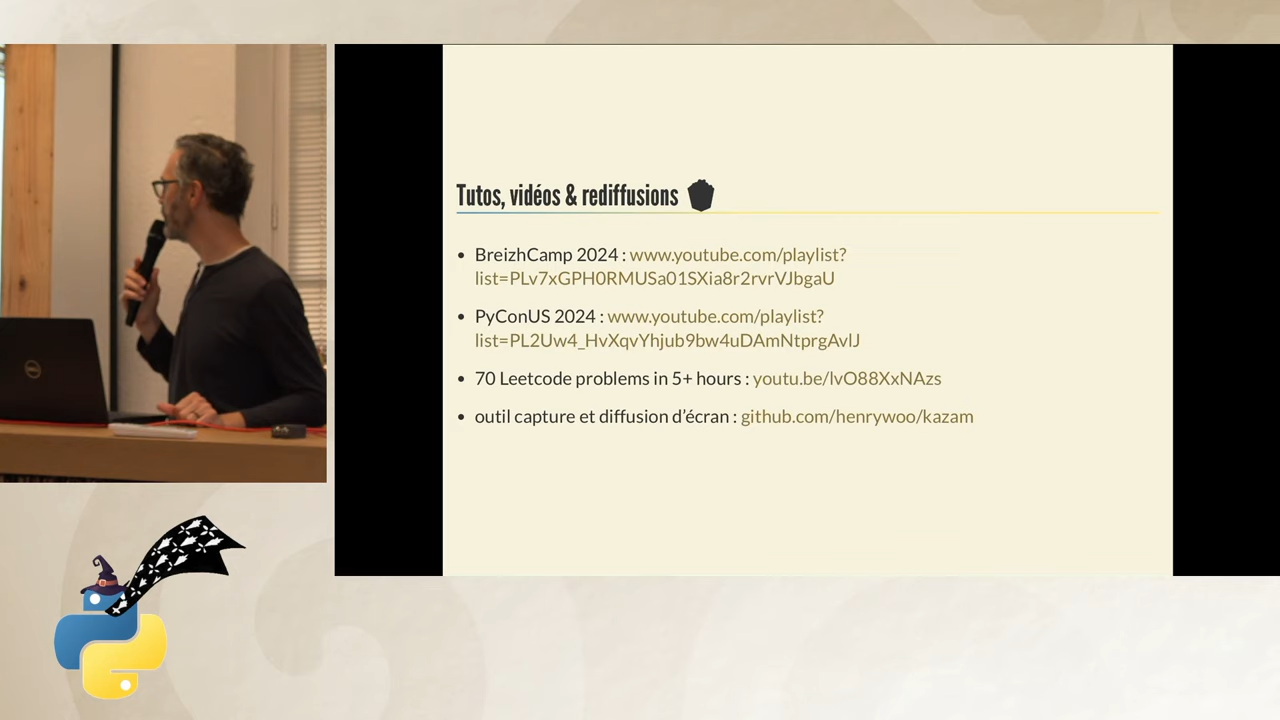 Tutos, vidéos & rediffusions
• BreizhCamp 2024 : www.youtube.com/playlist?
list=PLv7xGPH0RMUSa01SXia8r2rvrVJbgaU
• PyConUS 2024 : www.youtube.com/playlist?
list=PL2Uw4_HvXqvYhjub9bw4uDAmNtprgAvlJ
• 70 Leetcode problems in 5+ hours : youtu.be/lvO88XxNAzs
• outil capture et diffusion d’écran : github.com/henrywoo/kazam